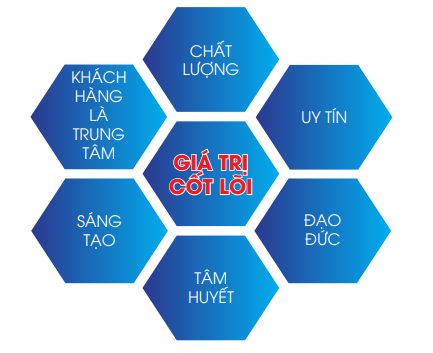 CHẤT
LƯỢNG
KHÁCH
HÀNG
LÀ
TRUNG
TÂM
UY TÍN
GIÁ TRỊ
CỐT LÕI
SÁNG
TẠO
ĐẠO
ĐỨC
TÂM
HUYẾT